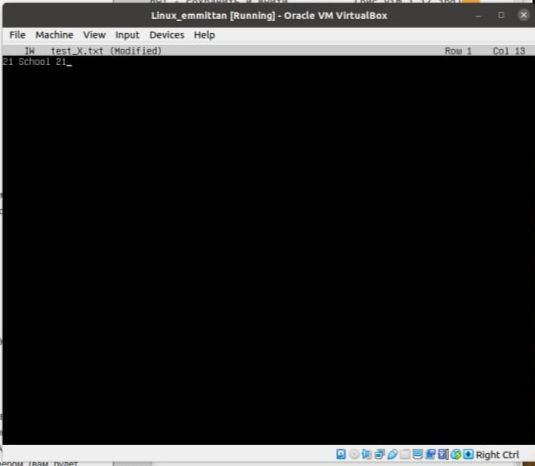 Linux_emmittan [Running] - Oracle VM VirtualBox
File Machine View Input Devices Help
IW test_X.txt (Modified) Row 1 Col 13
21 School 21_
Right Ctrl